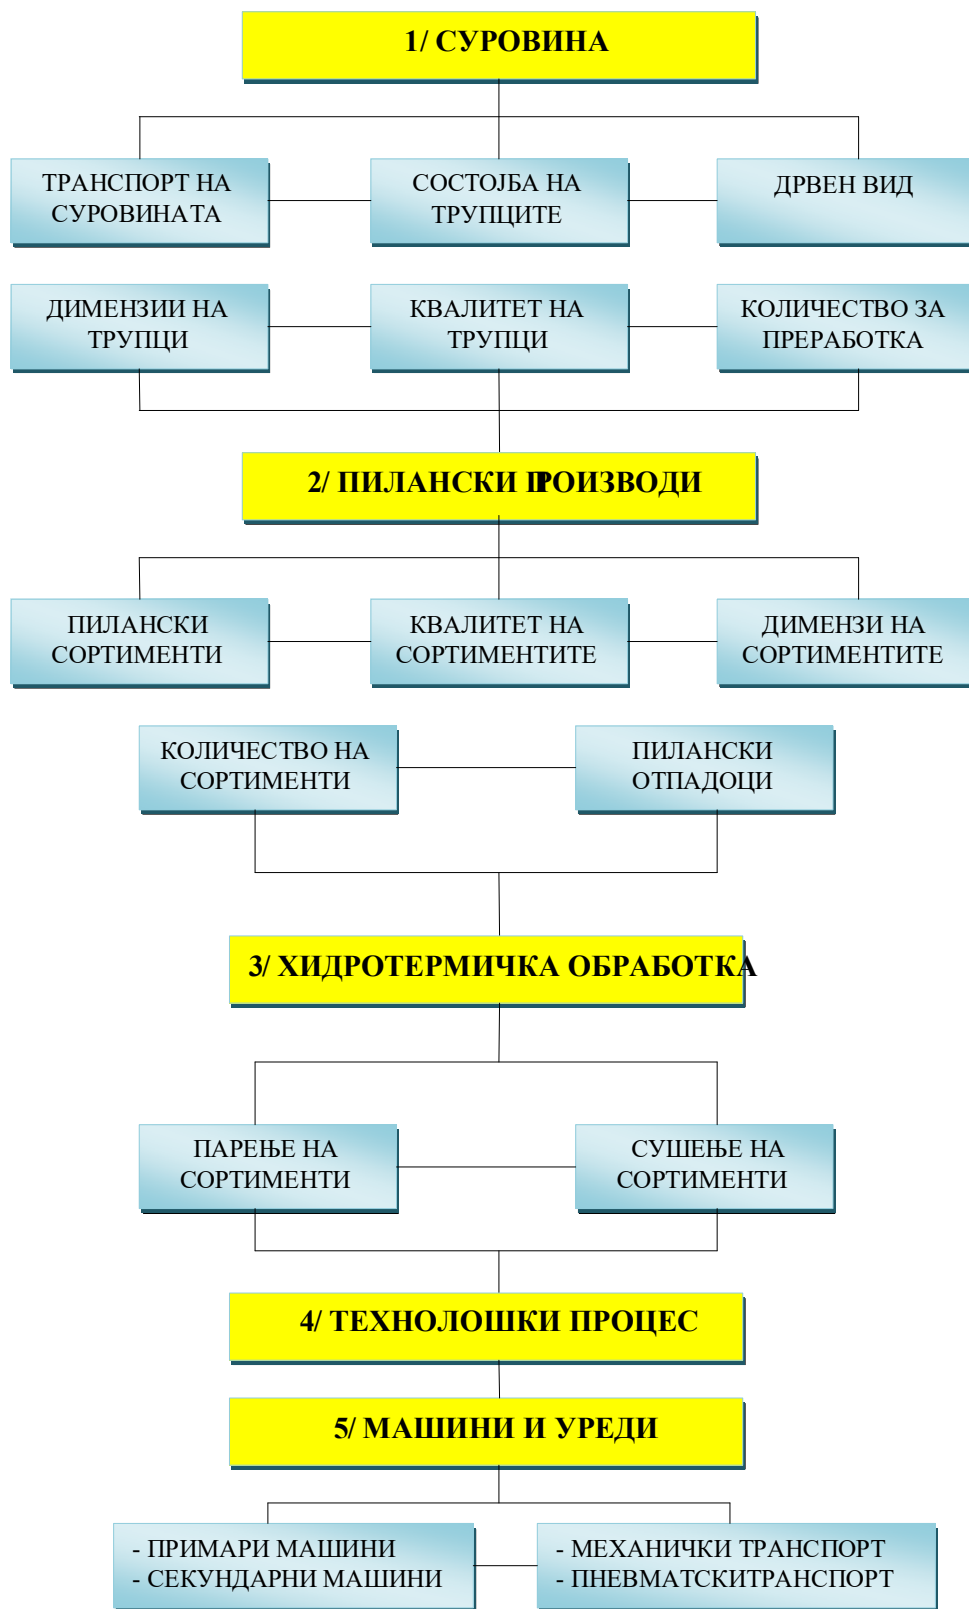 1/ СУРОВИНА
ТРАНСПОРТ НА
СУРОВИНАТА
СОСТОЈБА НА
ТРУПЦИТЕ
ДРВЕН ВИД
ДИМЕНЗИИ НА
ТРУПЦИ
КВАЛИТЕТ НА
ТРУПЦИ
КОЛИЧЕСТВО ЗА
ПРЕРАБОТКА
2/ ПИЛАНСКИ ПРОИЗВОДИ
ПИЛАНСКИ
СОРТИМЕНТИ
КВАЛИТЕТ НА
СОРТИМЕНТИТЕ
ДИМЕНЗИ НА
СОРТИМЕНТИТЕ
КОЛИЧЕСТВО НА
СОРТИМЕНТИ
ПИЛАНСКИ
ОТПАДОЦИ
3/ ХИДРОТЕРМИЧКА ОБРАБОТКА
ПАРЕЊЕ НА
СОРТИМЕНТИ
СУШЕЊЕ НА
СОРТИМЕНТИ
4/ ТЕХНОЛОШКИ ПРОЦЕС
5/ МАШИНИ И УРЕДИ
- ПРИМАРИ МАШИНИ
- СЕКУНДАРНИ МАШИНИ
- МЕХАНИЧКИ ТРАНСПОРТ
- ПНЕВМАТСКИТРАНСПОРТ